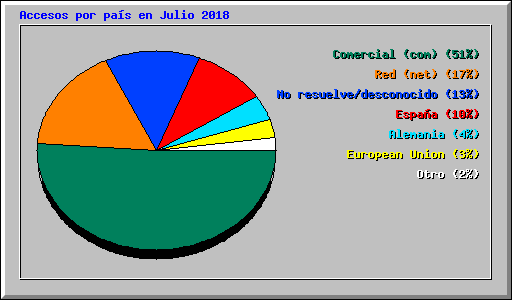 Accesos por país en Julio 2018
Comercial (com) (51%)
Red (net) (17%)
No resuelve/desconocido (13%)
España (10%)
Alemania (4%)
European Union (3%)
Otro (2%)